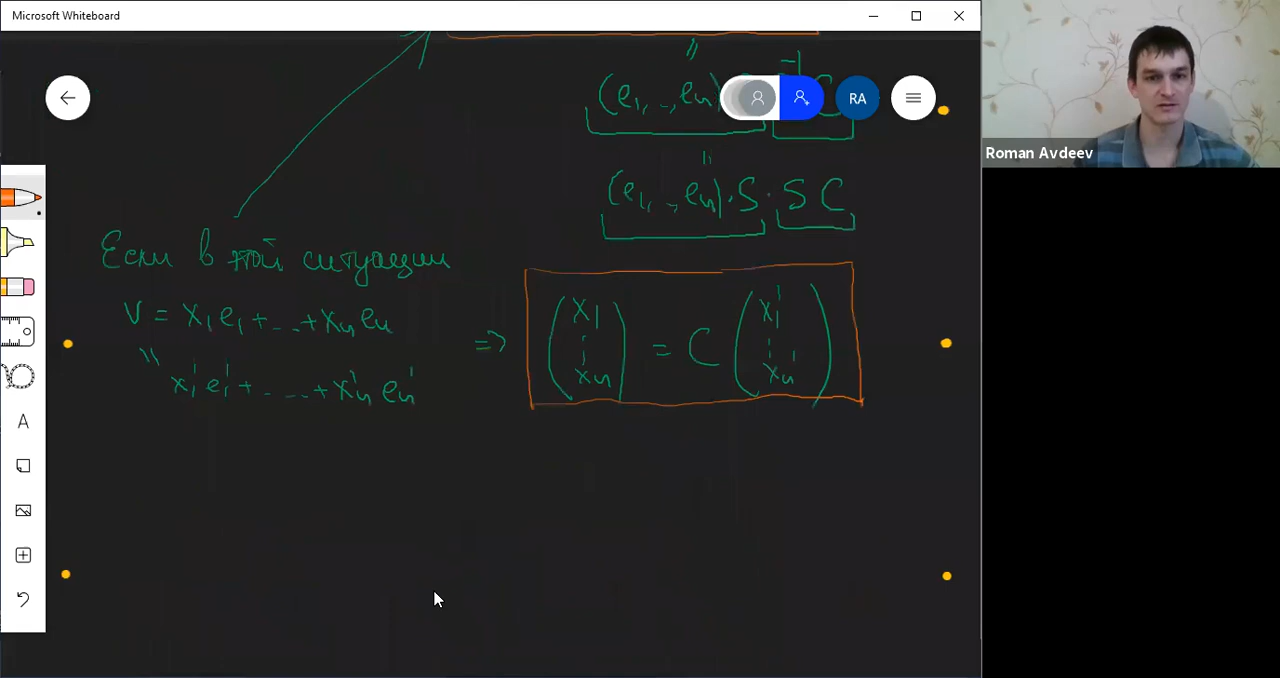 Microsoft Whiteboard
(e₁, .., eₙ)
RA
Roman Avdeev
(e₁, .., eₙ)·S· S C
Если в этой ситуации
v = x₁e₁+...+xₙeₙ
x₁'e₁'+....+xₙ'eₙ'
⇒ (x₁ ⋮ xₙ) = C (x₁' ⋮ xₙ')
A